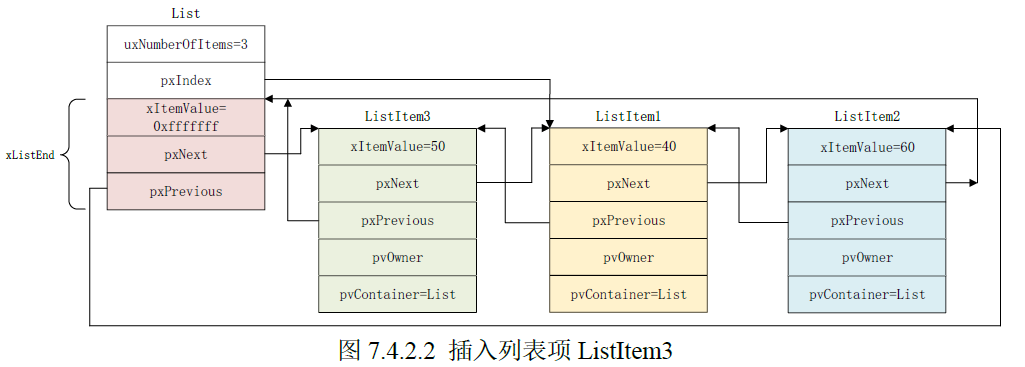 List
uxNumberOfItems=3
pxIndex
xItemValue=
0xfffffff
pxNext
pxPrevious
xListEnd
ListItem3
xItemValue=50
pxNext
pxPrevious
pvOwner
pvContainer=List
ListItem1
xItemValue=40
pxNext
pxPrevious
pvOwner
pvContainer=List
ListItem2
xItemValue=60
pxNext
pxPrevious
pvOwner
pvContainer=List
图 7.4.2.2 插入列表项 ListItem3